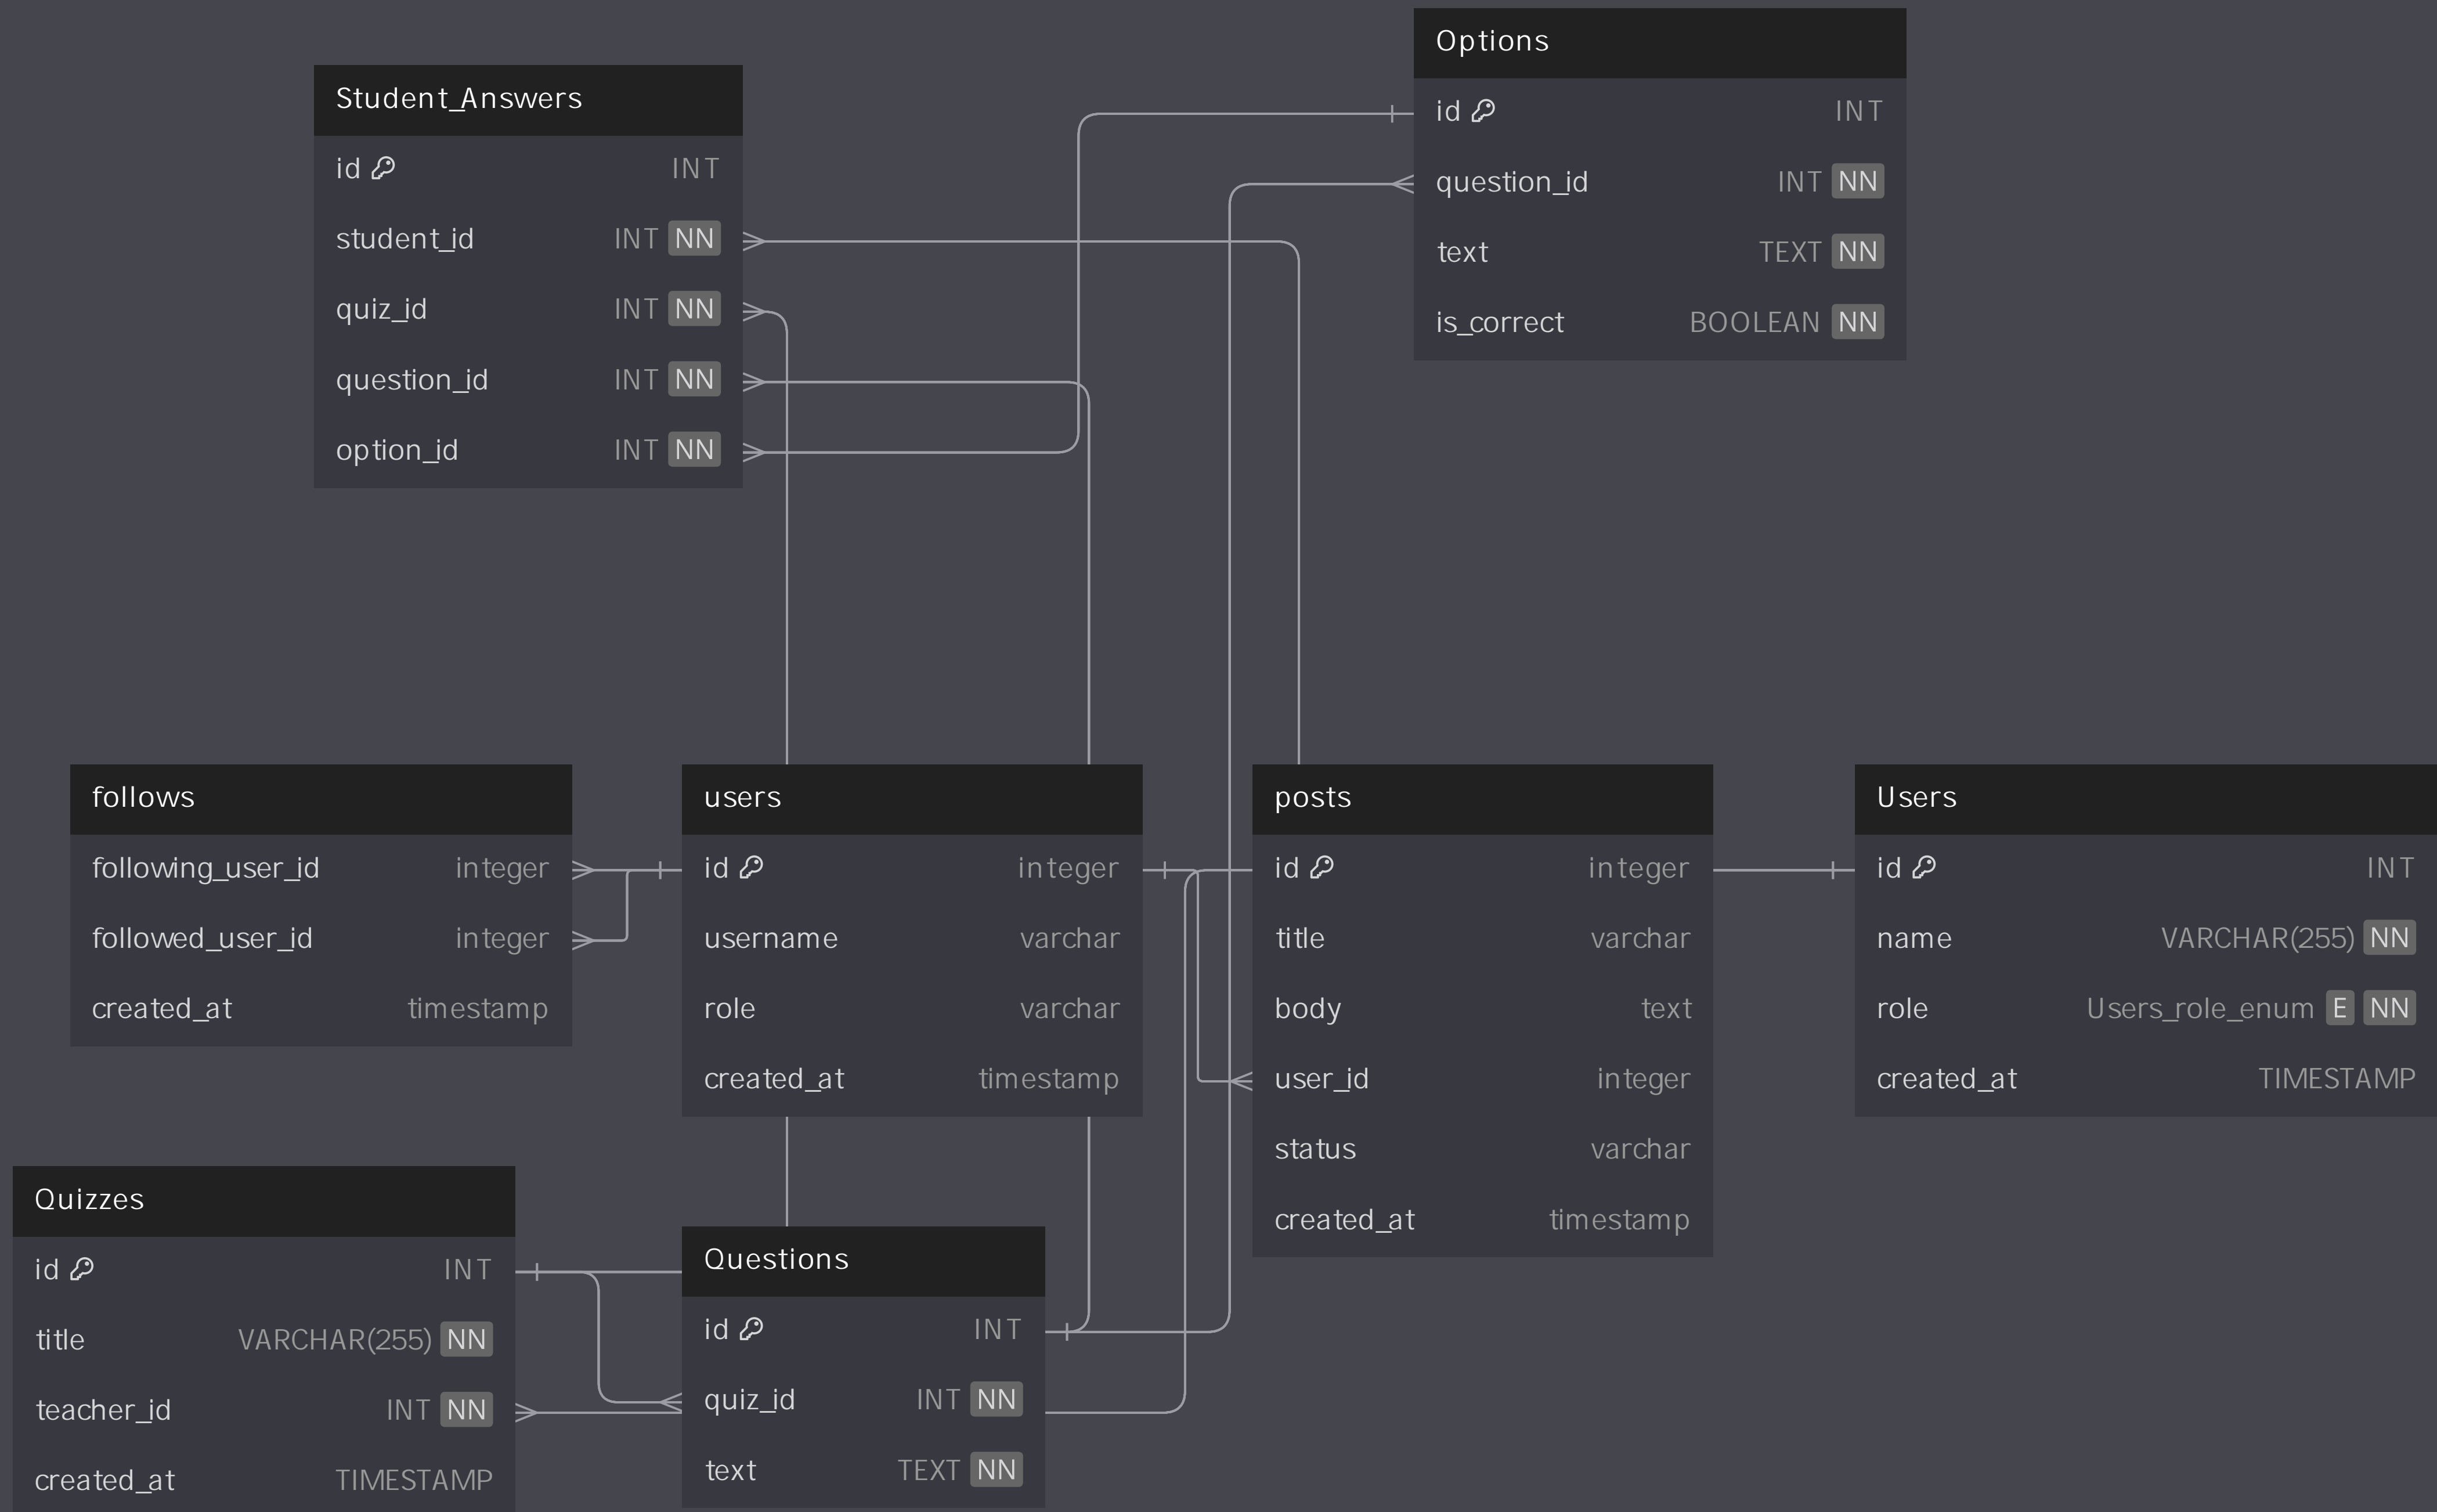 Options
id INT
question_id INT NN
text TEXT NN
is_correct BOOLEAN NN
Student_Answers
id INT
student_id INT NN
quiz_id INT NN
question_id INT NN
option_id INT NN
follows
following_user_id integer
followed_user_id integer
created_at timestamp
users
id integer
username varchar
role varchar
created_at timestamp
posts
id integer
title varchar
body text
user_id integer
status varchar
created_at timestamp
Users
id INT
name VARCHAR(255) NN
role Users_role_enum E NN
created_at TIMESTAMP
Quizzes
id INT
title VARCHAR(255) NN
teacher_id INT NN
created_at TIMESTAMP
Questions
id INT
quiz_id INT NN
text TEXT NN